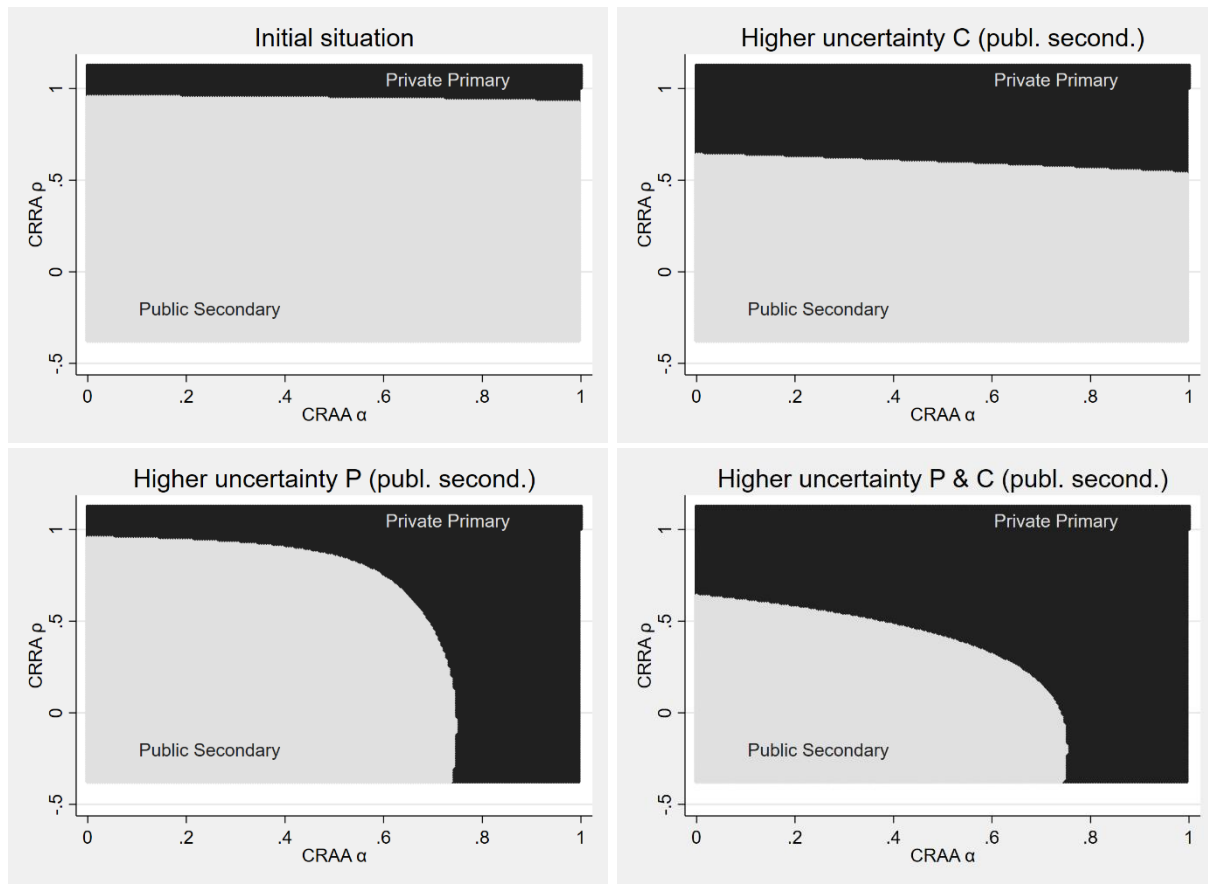 Initial situation
Private Primary
Public Secondary
CRRA ρ
1
.5
0
-.5
0 .2 .4 .6 .8 1
CRAA α
Higher uncertainty C (publ. second.)
Private Primary
Public Secondary
CRRA ρ
1
.5
0
-.5
0 .2 .4 .6 .8 1
CRAA α
Higher uncertainty P (publ. second.)
Private Primary
Public Secondary
CRRA ρ
1
.5
0
-.5
0 .2 .4 .6 .8 1
CRAA α
Higher uncertainty P & C (publ. second.)
Private Primary
Public Secondary
CRRA ρ
1
.5
0
-.5
0 .2 .4 .6 .8 1
CRAA α